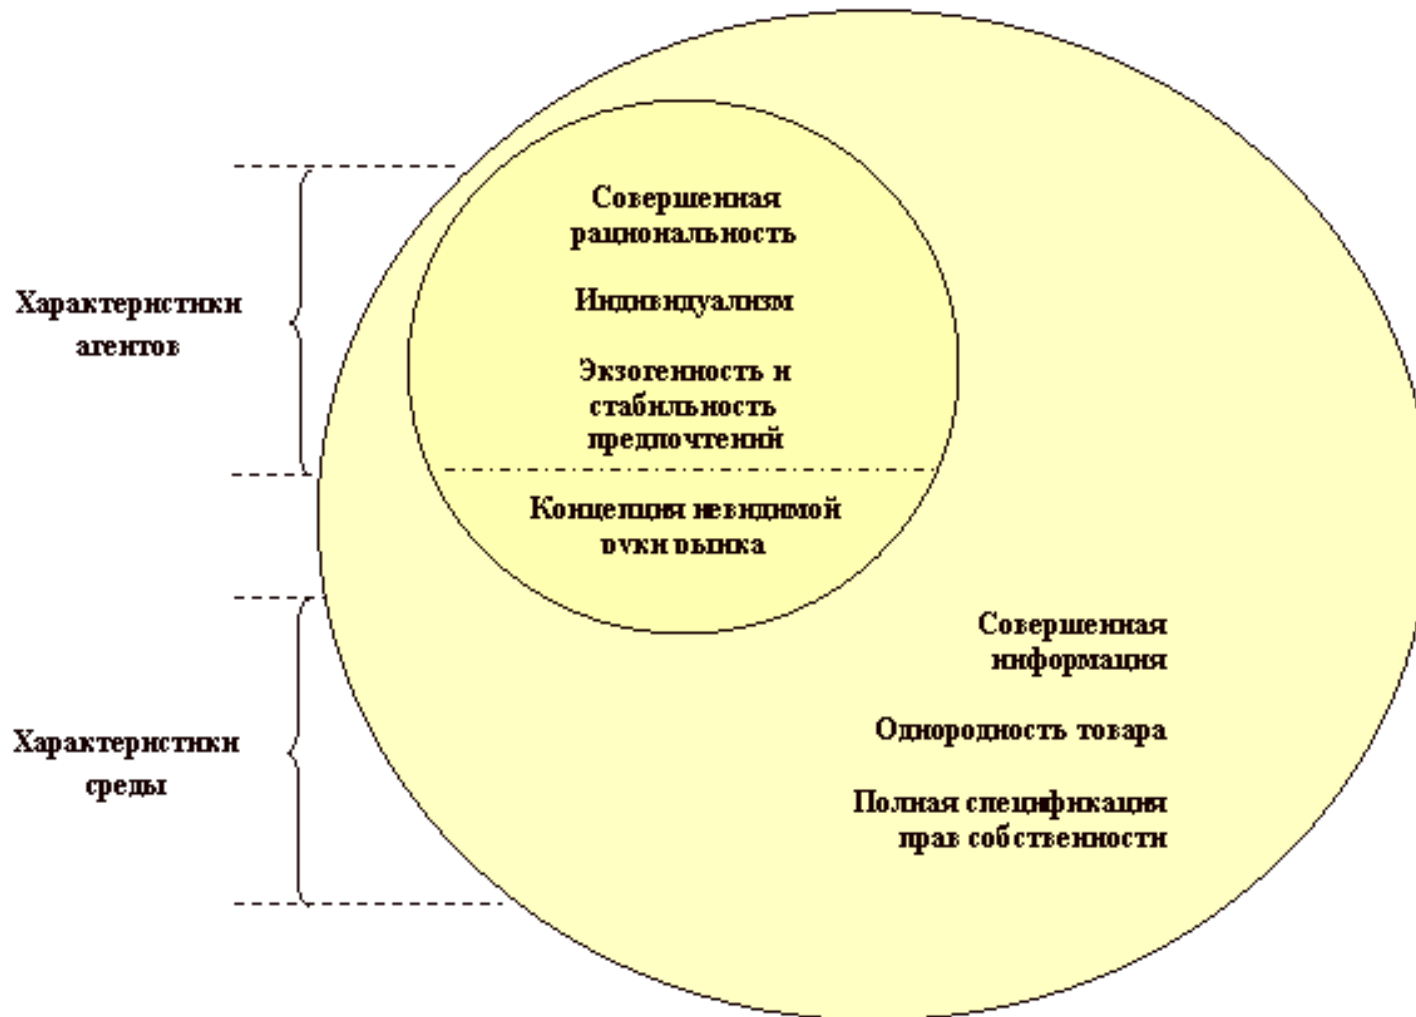 Совершенная
рациональность
Индивидуализм
Экзогенность и
стабильность
предпочтений
Концепция невидимой
руки рынка
Характеристики
агентов
Совершенная
информация
Однородность товара
Полная спецификация
прав собственности
Характеристики
среды